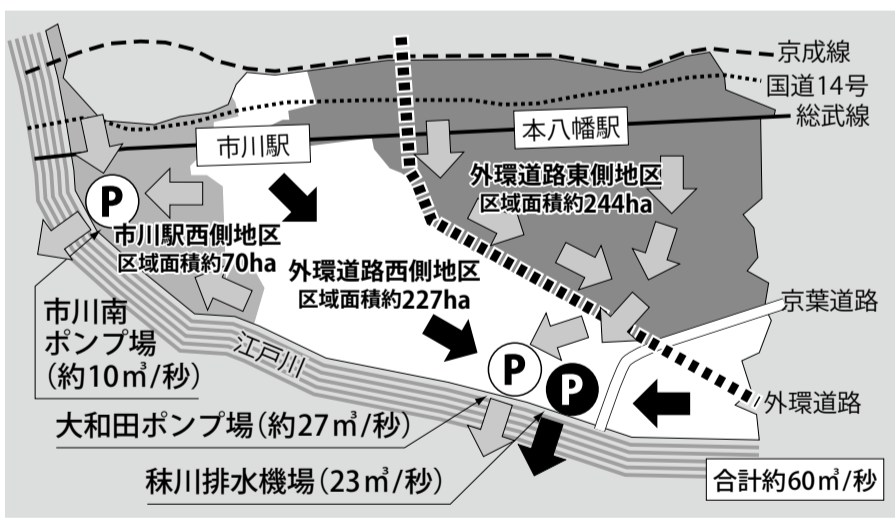 京成線
国道14号
総武線
市川駅
本八幡駅
外環道路東側地区
区域面積約244ha
P
市川駅西側地区
区域面積約70ha
外環道路西側地区
区域面積約227ha
京葉道路
市川南
ポンプ場
(約10㎥/秒)
江戸川
P
P
外環道路
大和田ポンプ場(約27㎥/秒)
秣川排水機場(23㎥/秒)
合計約60㎥/秒